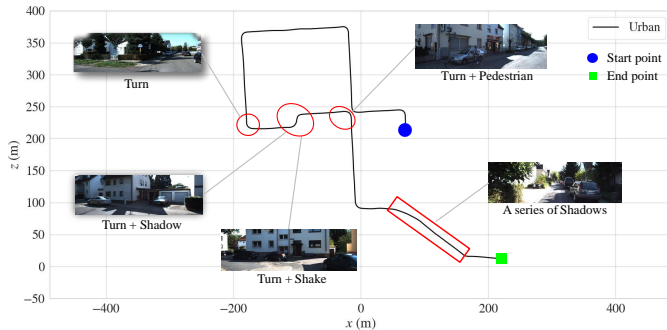 400
350
300
250
200
150
100
50
0
−50
z (m)
−400
−200
0
200
400
x (m)
Urban
Start point
End point
Turn
Turn + Pedestrian
Turn + Shadow
Turn + Shake
A series of Shadows